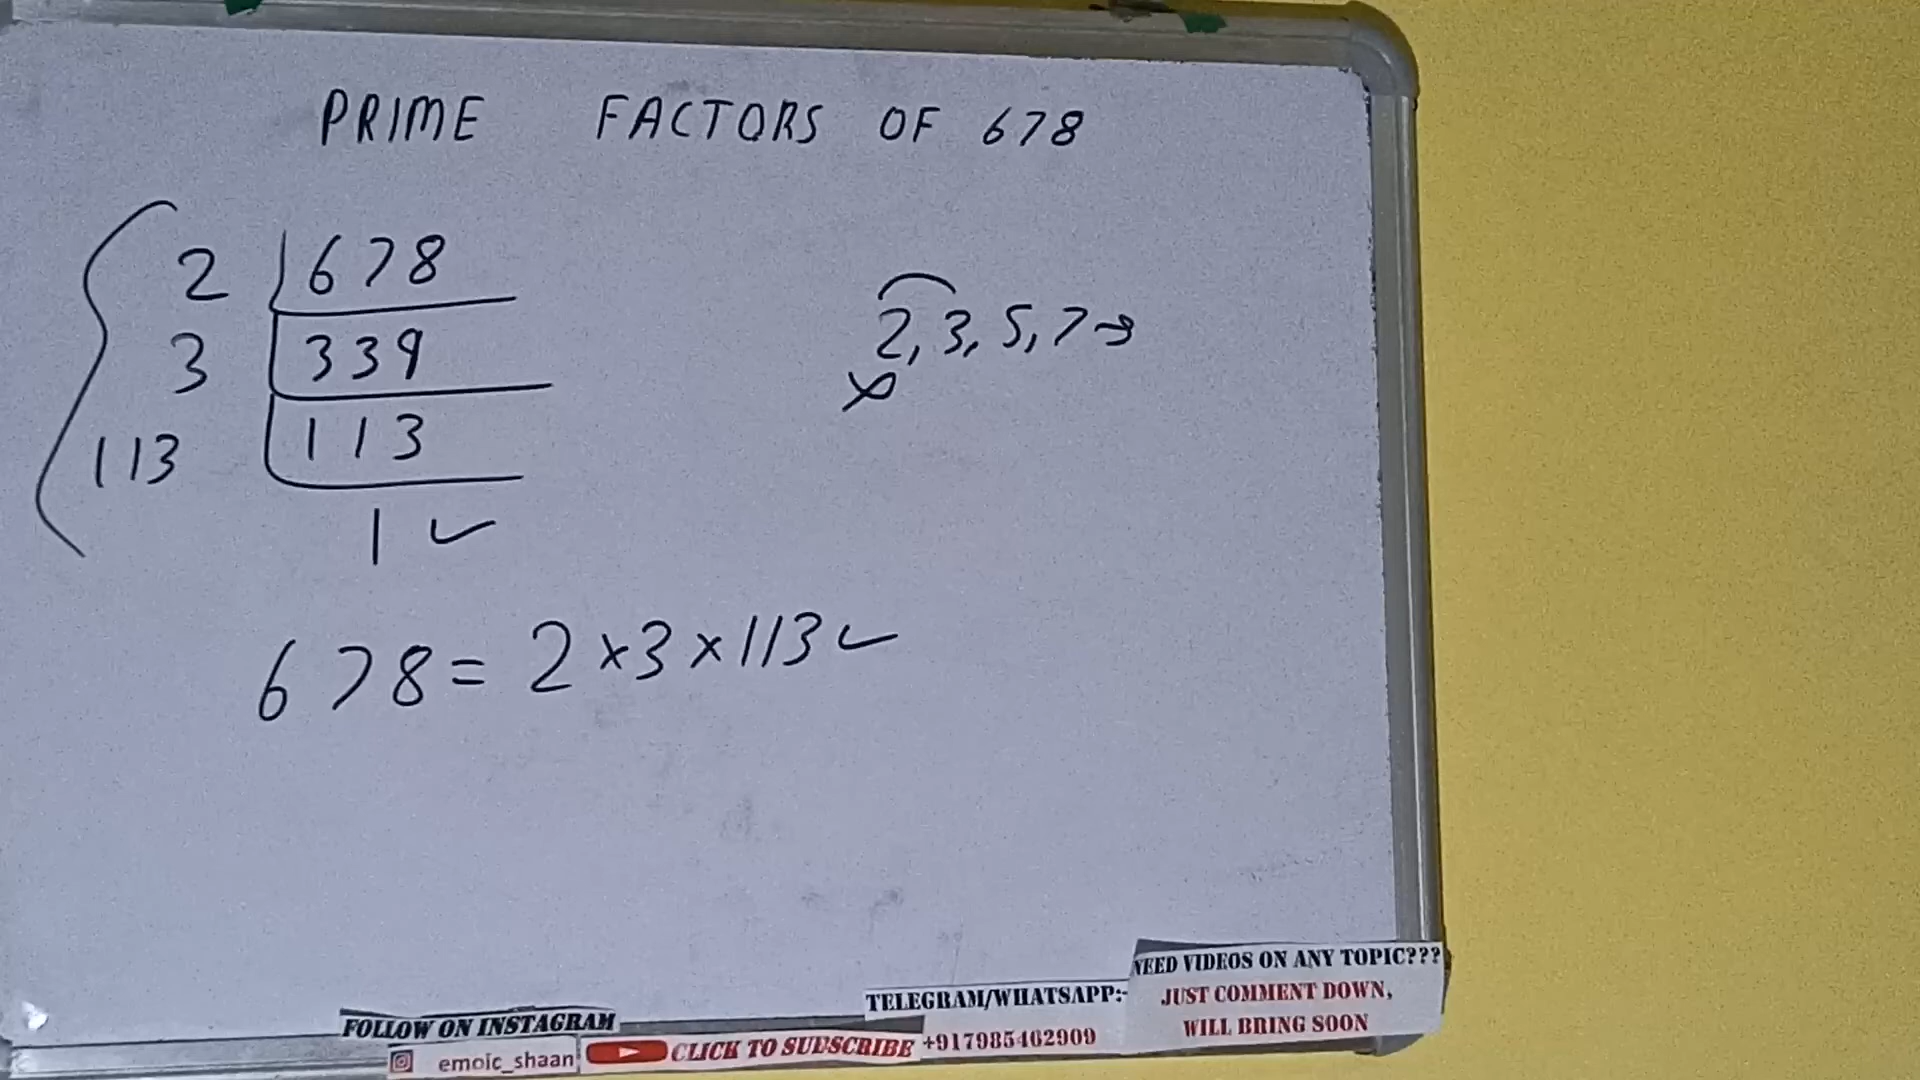 PRIME FACTORS OF 678
2 | 678
3 | 339
113 | 113
1 ✓
2, 3, 5, 7 →
678 = 2 × 3 × 113 ✓
NEED VIDEOS ON ANY TOPIC???
JUST COMMENT DOWN,
WILL BRING SOON
TELEGRAM/WHATSAPP:-
+917985462909
FOLLOW ON INSTAGRAM
emoic_shaan
CLICK TO SUBSCRIBE